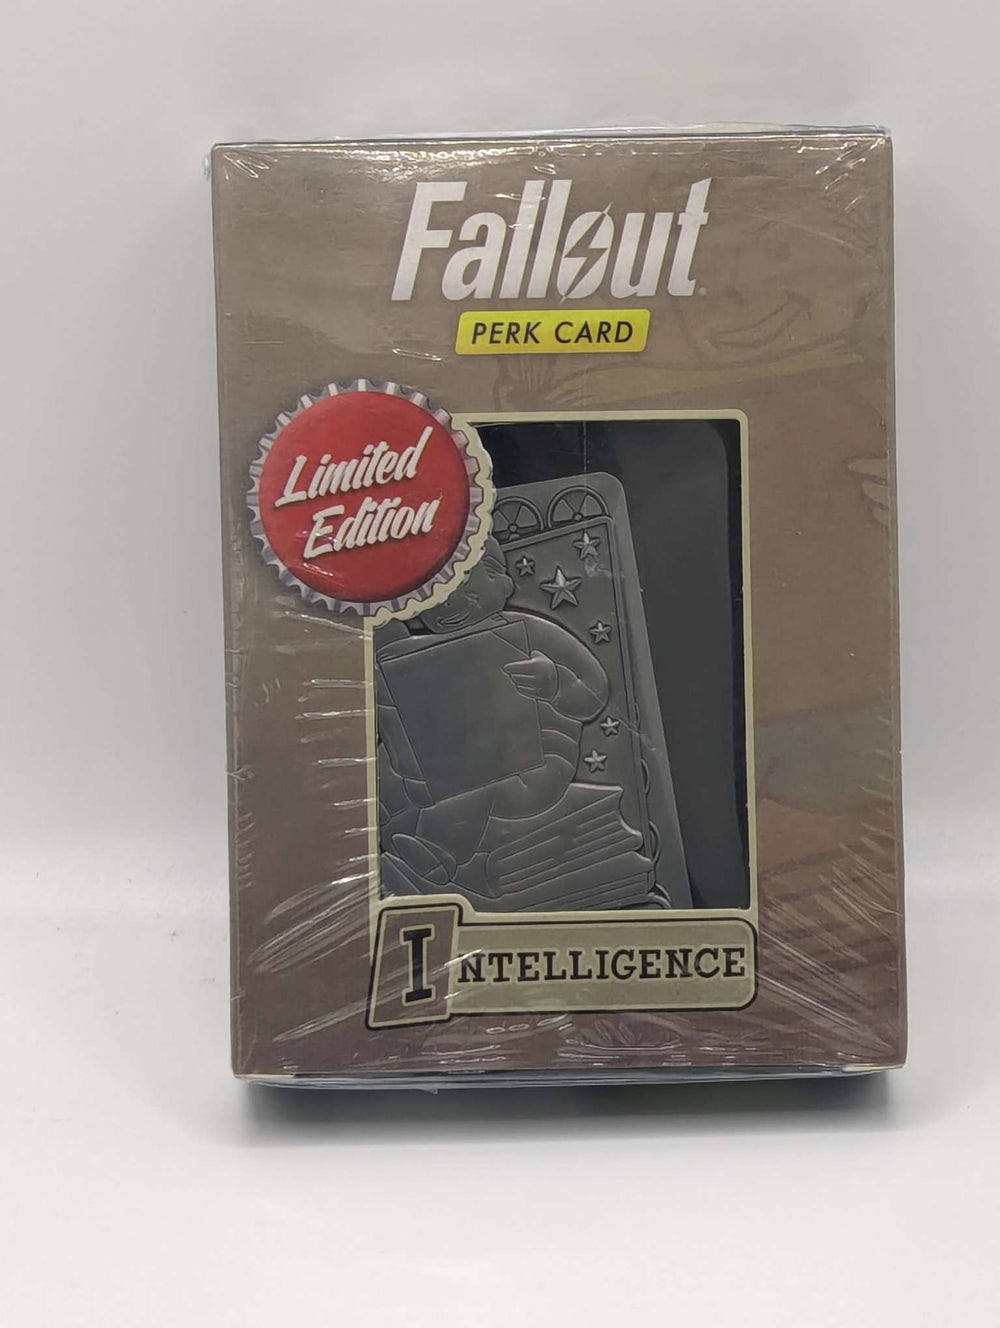 Fallout
PERK CARD
Limited
Edition
INTELLIGENCE